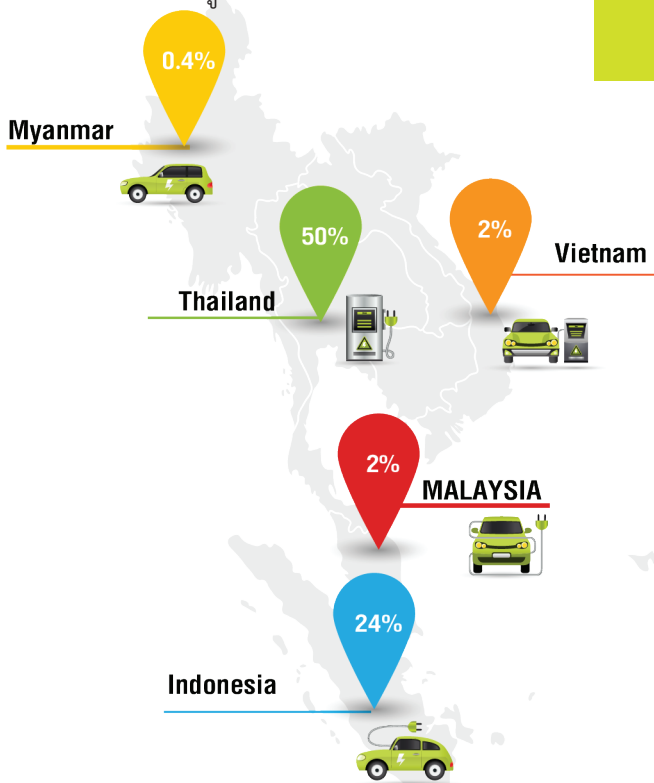 0.4%
Myanmar
50%
2%
Vietnam
Thailand
2%
MALAYSIA
24%
Indonesia